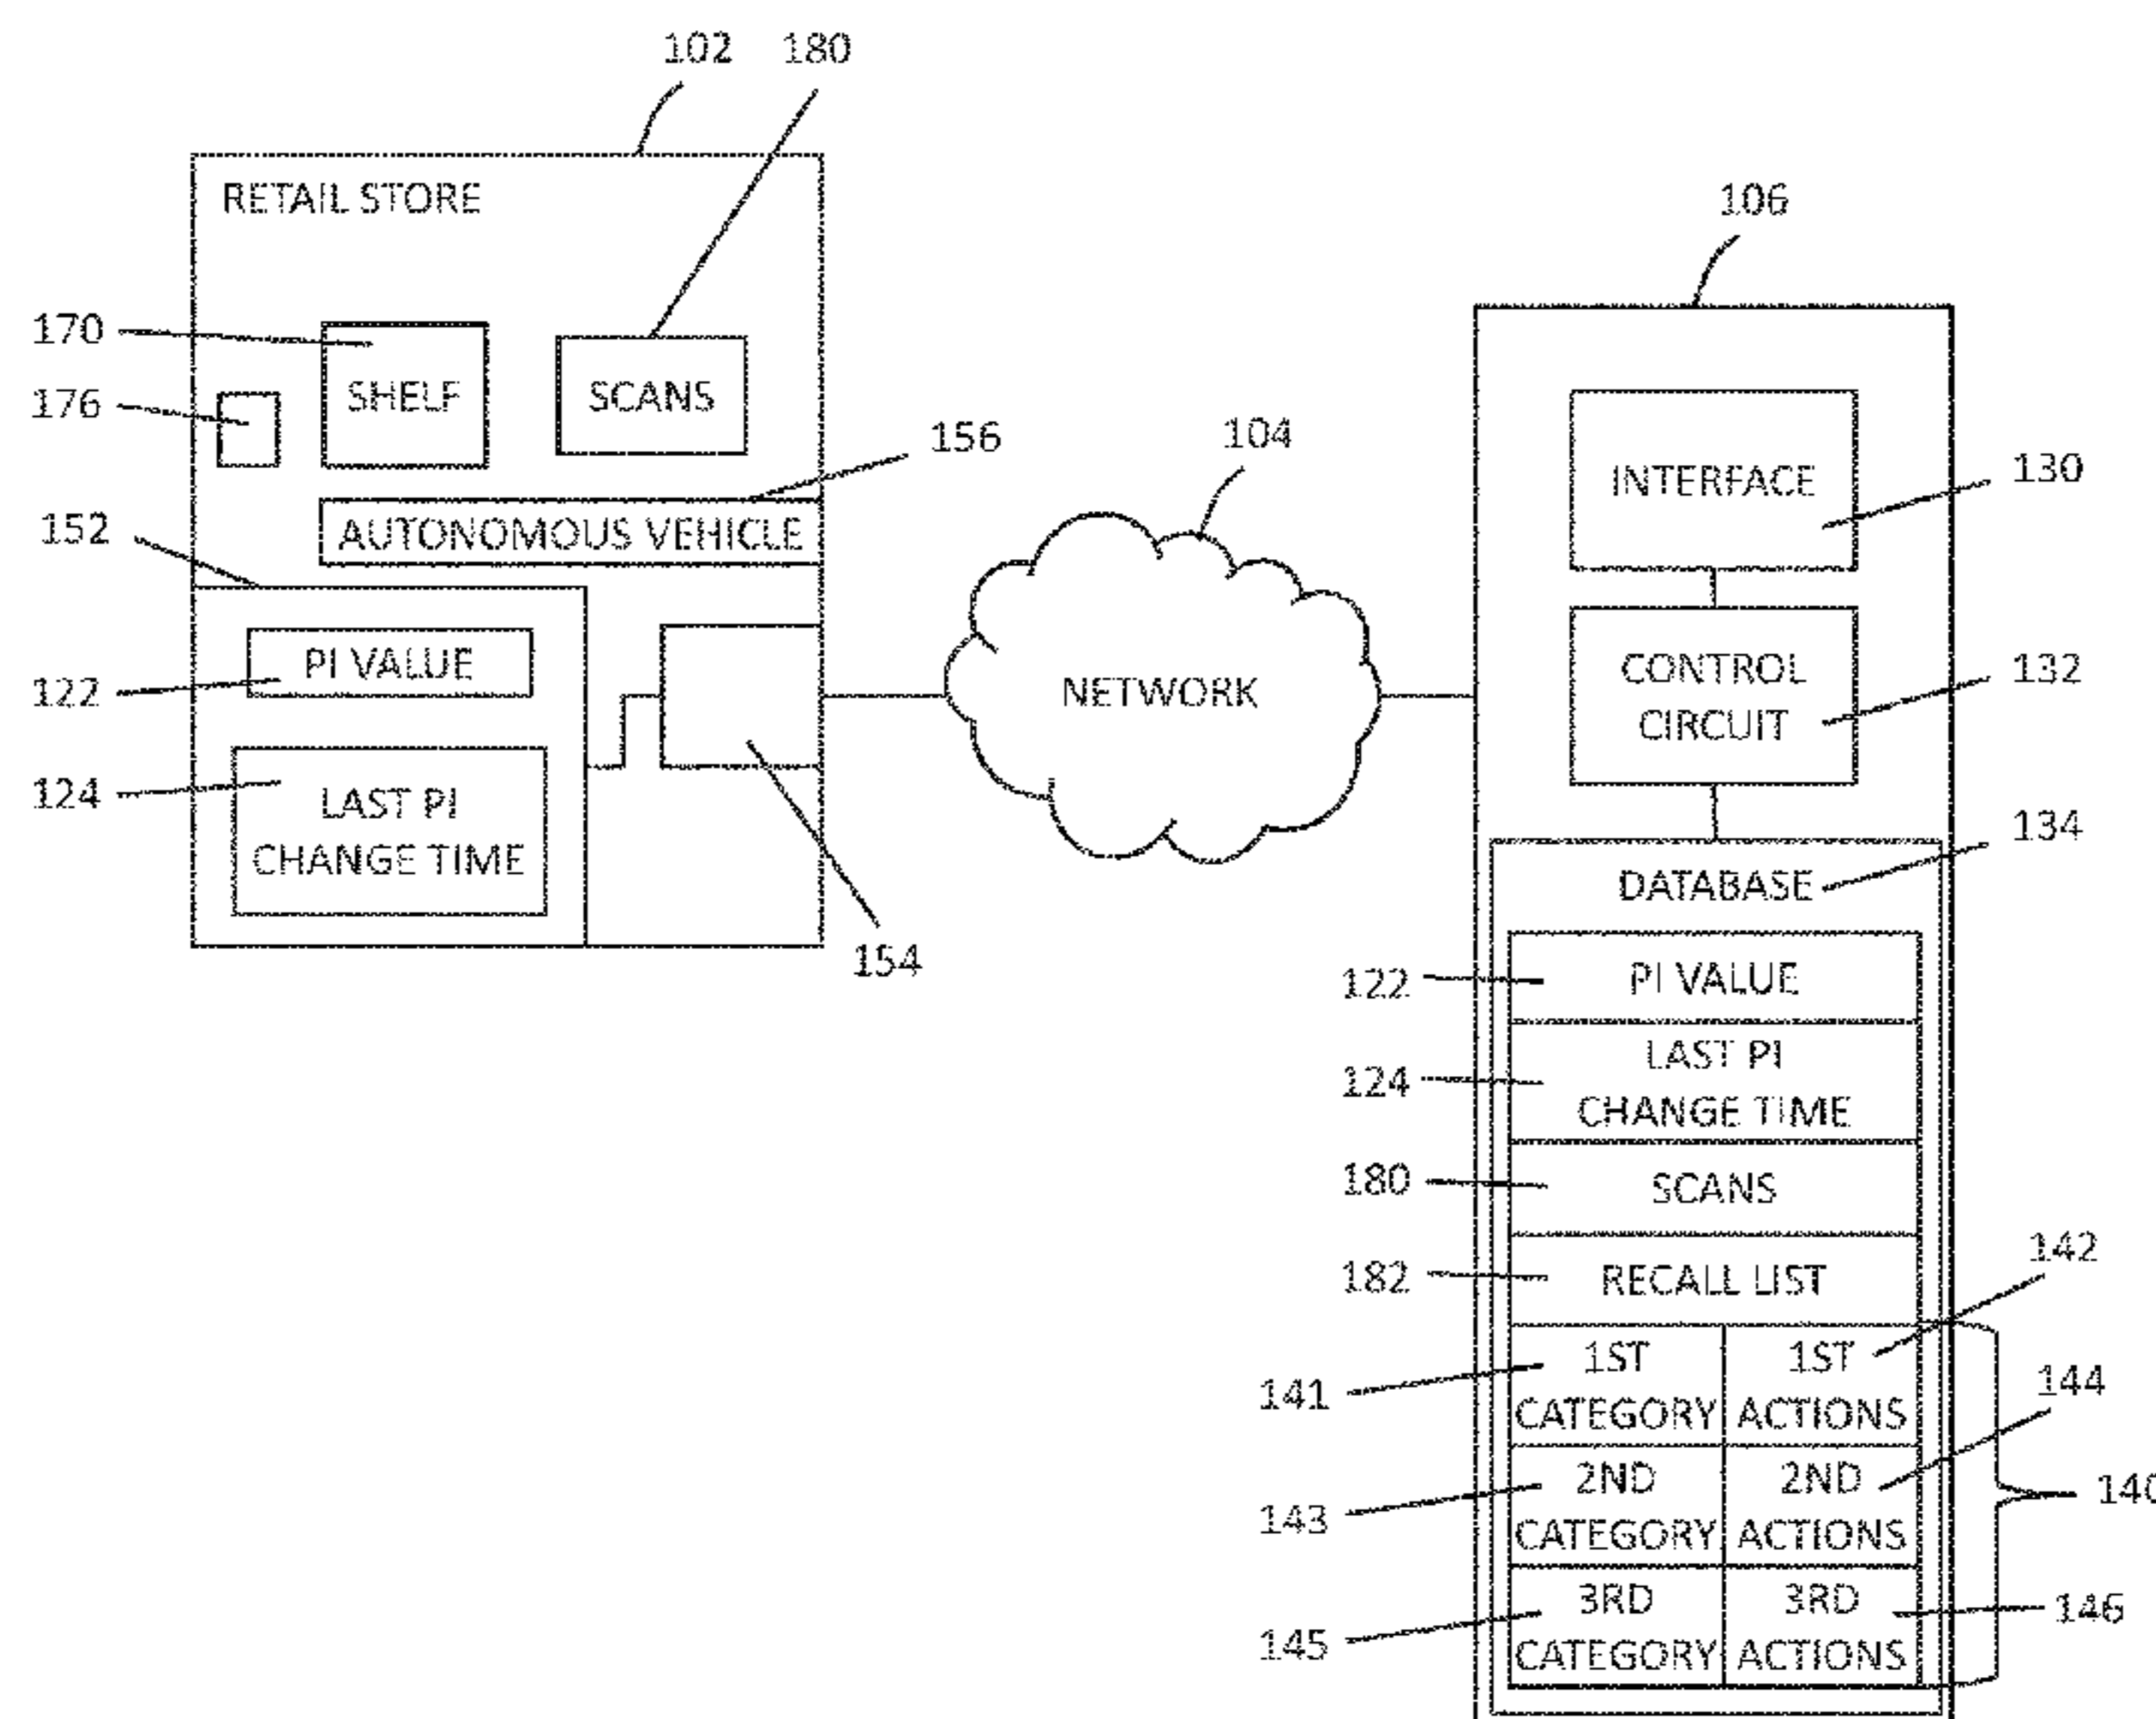 102
180
RETAIL STORE
106
170
SHELF
SCANS
176
156
104
INTERFACE
130
152
AUTONOMOUS VEHICLE
PI VALUE
122
NETWORK
CONTROL
CIRCUIT
132
124
LAST PI
CHANGE TIME
134
DATABASE
154
122
PI VALUE
124
LAST PI
CHANGE TIME
180
SCANS
142
182
RECALL LIST
141
1ST
CATEGORY
1ST
ACTIONS
144
143
2ND
CATEGORY
2ND
ACTIONS
140
145
3RD
CATEGORY
3RD
ACTIONS
146